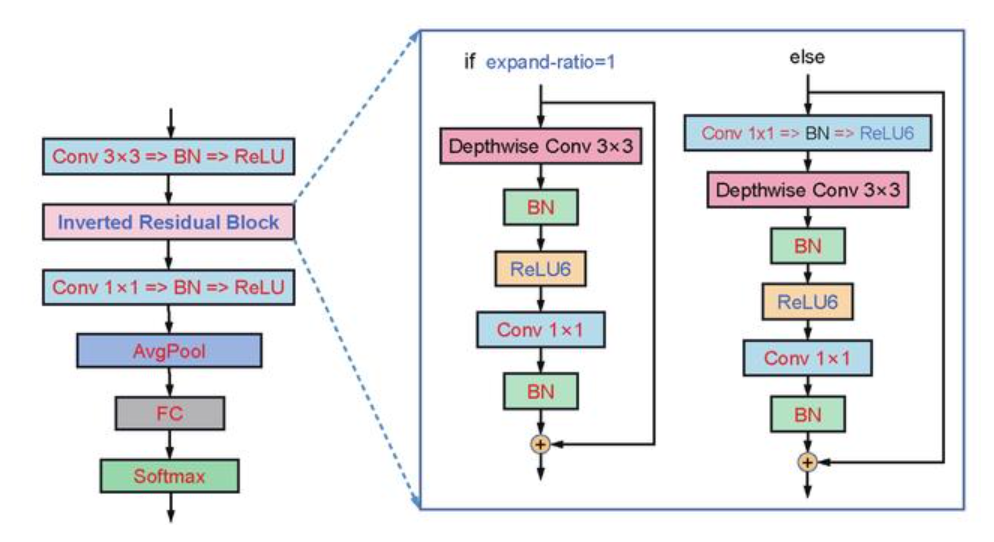 Conv 3×3 => BN => ReLU
Inverted Residual Block
Conv 1×1 => BN => ReLU
AvgPool
FC
Softmax
if expand-ratio=1
Depthwise Conv 3×3
BN
ReLU6
Conv 1×1
BN
+
else
Conv 1x1 => BN => ReLU6
Depthwise Conv 3×3
BN
ReLU6
Conv 1×1
BN
+